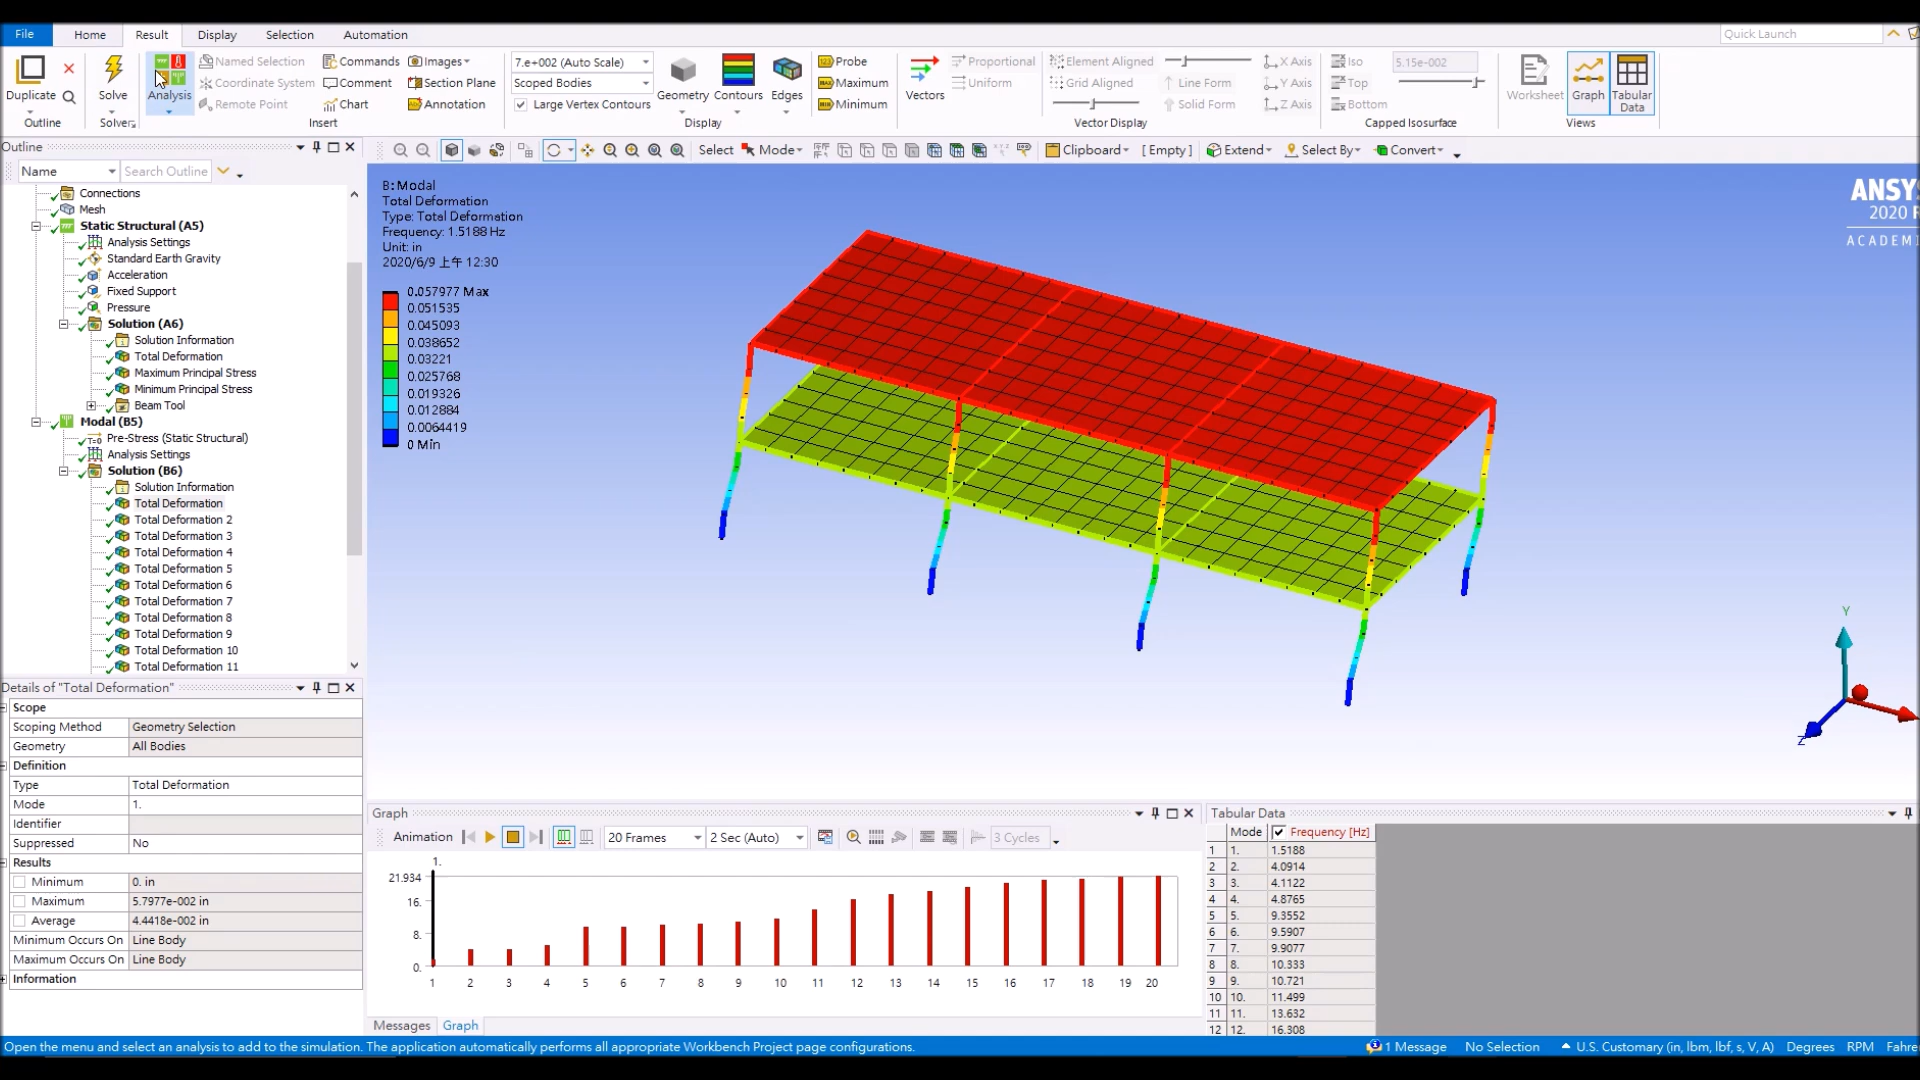 File Home Result Display Selection Automation Quick Launch
Duplicate Solve Analysis
Named Selection Coordinate System Remote Point
Commands Comment Chart
Images Section Plane Annotation
7.e+002 (Auto Scale)
Scoped Bodies
Large Vertex Contours
Geometry Contours Edges
Probe Maximum Minimum
Vectors
Proportional Uniform
Element Aligned Grid Aligned
Line Form Solid Form
X Axis Y Axis Z Axis
Iso Top Bottom
5.15e-002
Worksheet Graph Tabular Data
Outline Solver Insert Display Vector Display Capped Isosurface Views
Outline
Name Search Outline
Select Mode Clipboard [ Empty ] Extend Select By Convert
Connections
Mesh
Static Structural (A5)
Analysis Settings
Standard Earth Gravity
Acceleration
Fixed Support
Pressure
Solution (A6)
Solution Information
Total Deformation
Maximum Principal Stress
Minimum Principal Stress
Beam Tool
Modal (B5)
Pre-Stress (Static Structural)
Analysis Settings
Solution (B6)
Solution Information
Total Deformation
Total Deformation 2
Total Deformation 3
Total Deformation 4
Total Deformation 5
Total Deformation 6
Total Deformation 7
Total Deformation 8
Total Deformation 9
Total Deformation 10
Total Deformation 11
Details of "Total Deformation"
Scope
Scoping Method Geometry Selection
Geometry All Bodies
Definition
Type Total Deformation
Mode 1.
Identifier
Suppressed No
Results
Minimum 0. in
Maximum 5.7977e-002 in
Average 4.4418e-002 in
Minimum Occurs On Line Body
Maximum Occurs On Line Body
Information
B: Modal
Total Deformation
Type: Total Deformation
Frequency: 1.5188 Hz
Unit: in
2020/6/9 上午 12:30
0.057977 Max
0.051535
0.045093
0.038652
0.03221
0.025768
0.019326
0.012884
0.0064419
0 Min
ANSY
2020 R
ACADEMI
Y
Z
Graph
Animation 20 Frames 2 Sec (Auto) 3 Cycles
1.
21.934
16.
8.
0.
1 2 3 4 5 6 7 8 9 10 11 12 13 14 15 16 17 18 19 20
Messages Graph
Tabular Data
Mode Frequency [Hz]
1 1. 1.5188
2 2. 4.0914
3 3. 4.1122
4 4. 4.8765
5 5. 9.3552
6 6. 9.5907
7 7. 9.9077
8 8. 10.333
9 9. 10.721
10 10. 11.499
11 11. 13.632
12 12. 16.308
Open the menu and select an analysis to add to the simulation. The application automatically performs all appropriate Workbench Project page configurations.
1 Message No Selection U.S. Customary (in, lbm, lbf, s, V, A) Degrees RPM Fahre